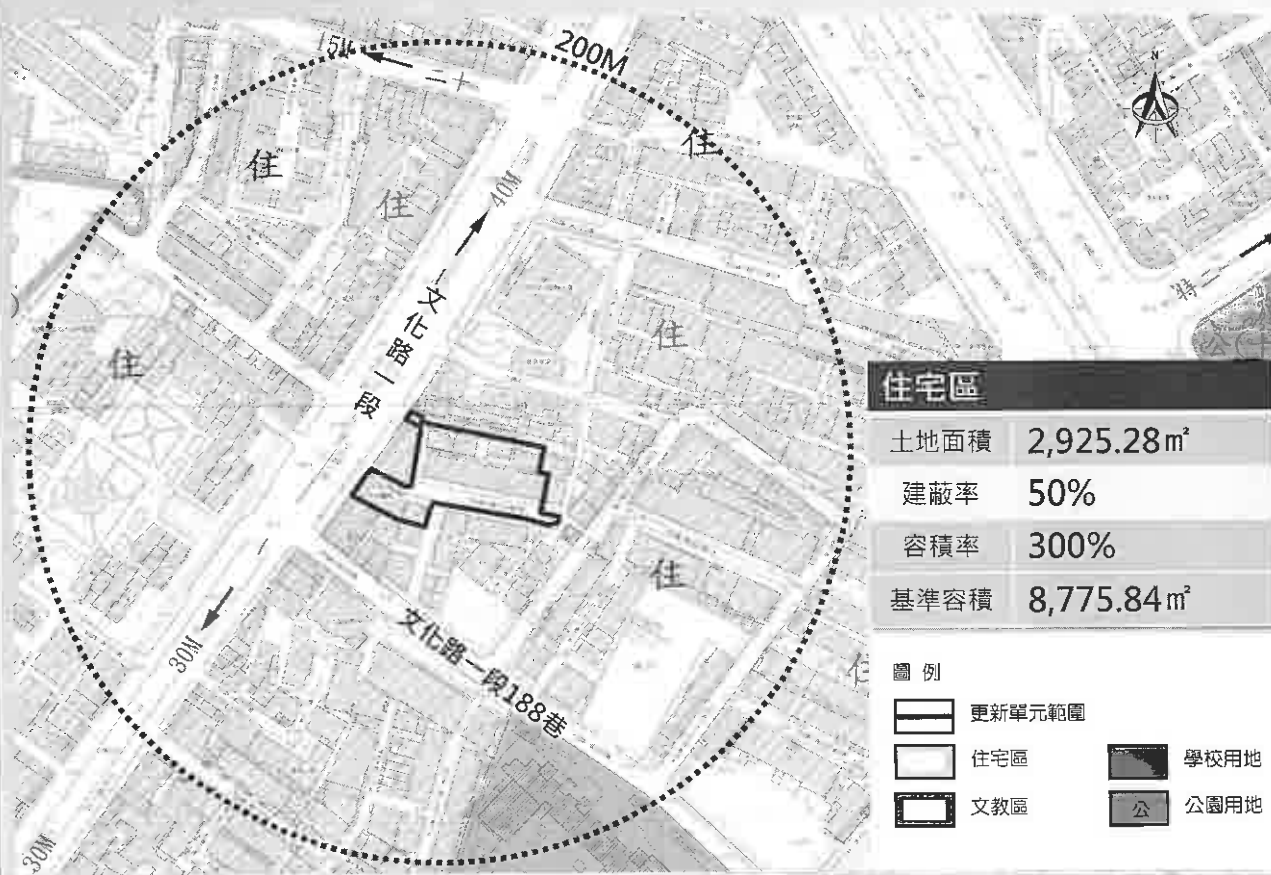 200M
15M
二十
N
住
住
住
40M
文化路一段
住
住
特二
公
住
30M
文化路一段188巷
住
30M
住宅區
土地面積 2,925.28㎡
建蔽率 50%
容積率 300%
基準容積 8,775.84㎡
圖例
更新單元範圍
住宅區
學校用地
文教區
公 公園用地